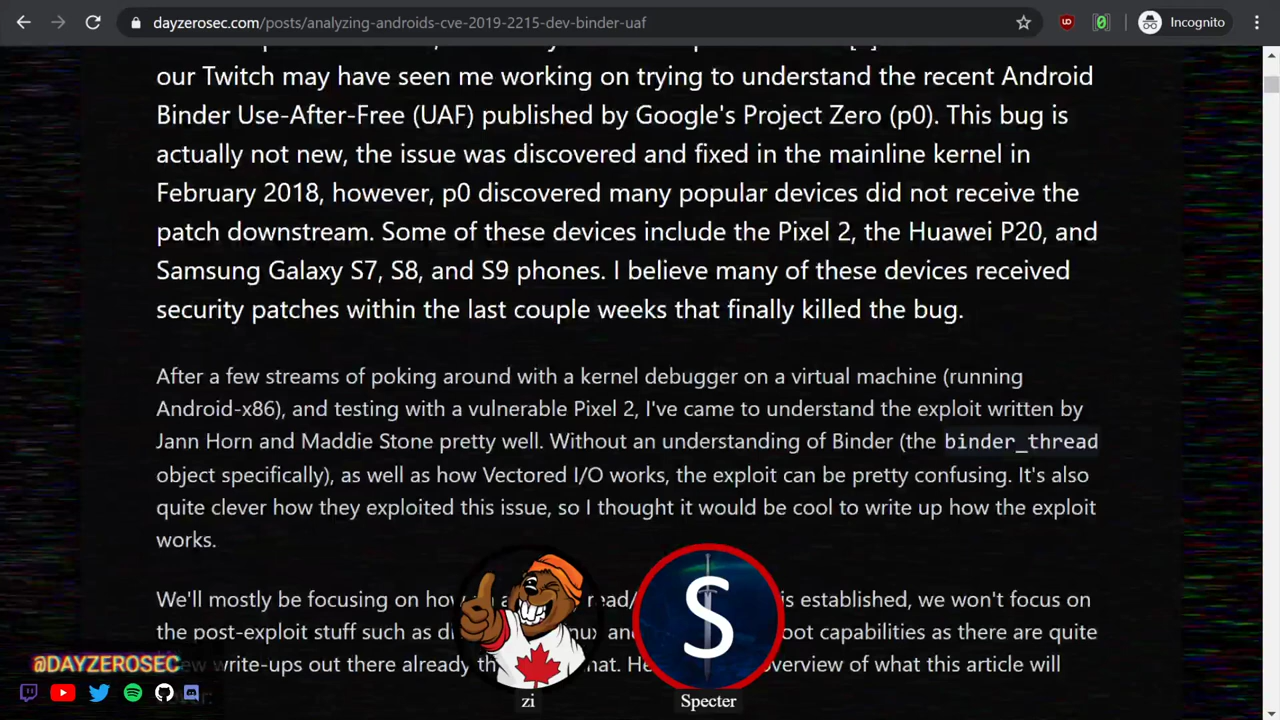 dayzerosec.com/posts/analyzing-androids-cve-2019-2215-dev-binder-uaf
Incognito
our Twitch may have seen me working on trying to understand the recent Android
Binder Use-After-Free (UAF) published by Google's Project Zero (p0). This bug is
actually not new, the issue was discovered and fixed in the mainline kernel in
February 2018, however, p0 discovered many popular devices did not receive the
patch downstream. Some of these devices include the Pixel 2, the Huawei P20, and
Samsung Galaxy S7, S8, and S9 phones. I believe many of these devices received
security patches within the last couple weeks that finally killed the bug.
After a few streams of poking around with a kernel debugger on a virtual machine (running
Android-x86), and testing with a vulnerable Pixel 2, I've came to understand the exploit written by
Jann Horn and Maddie Stone pretty well. Without an understanding of Binder (the binder_thread
object specifically), as well as how Vectored I/O works, the exploit can be pretty confusing. It's also
quite clever how they exploited this issue, so I thought it would be cool to write up how the exploit
works.
We'll mostly be focusing on how read/ is established, we won't focus on
the post-exploit stuff such as and oot capabilities as there are quite
write-ups out there already hat. overview of what this article will
@DAYZEROSEC
S
zi
Specter